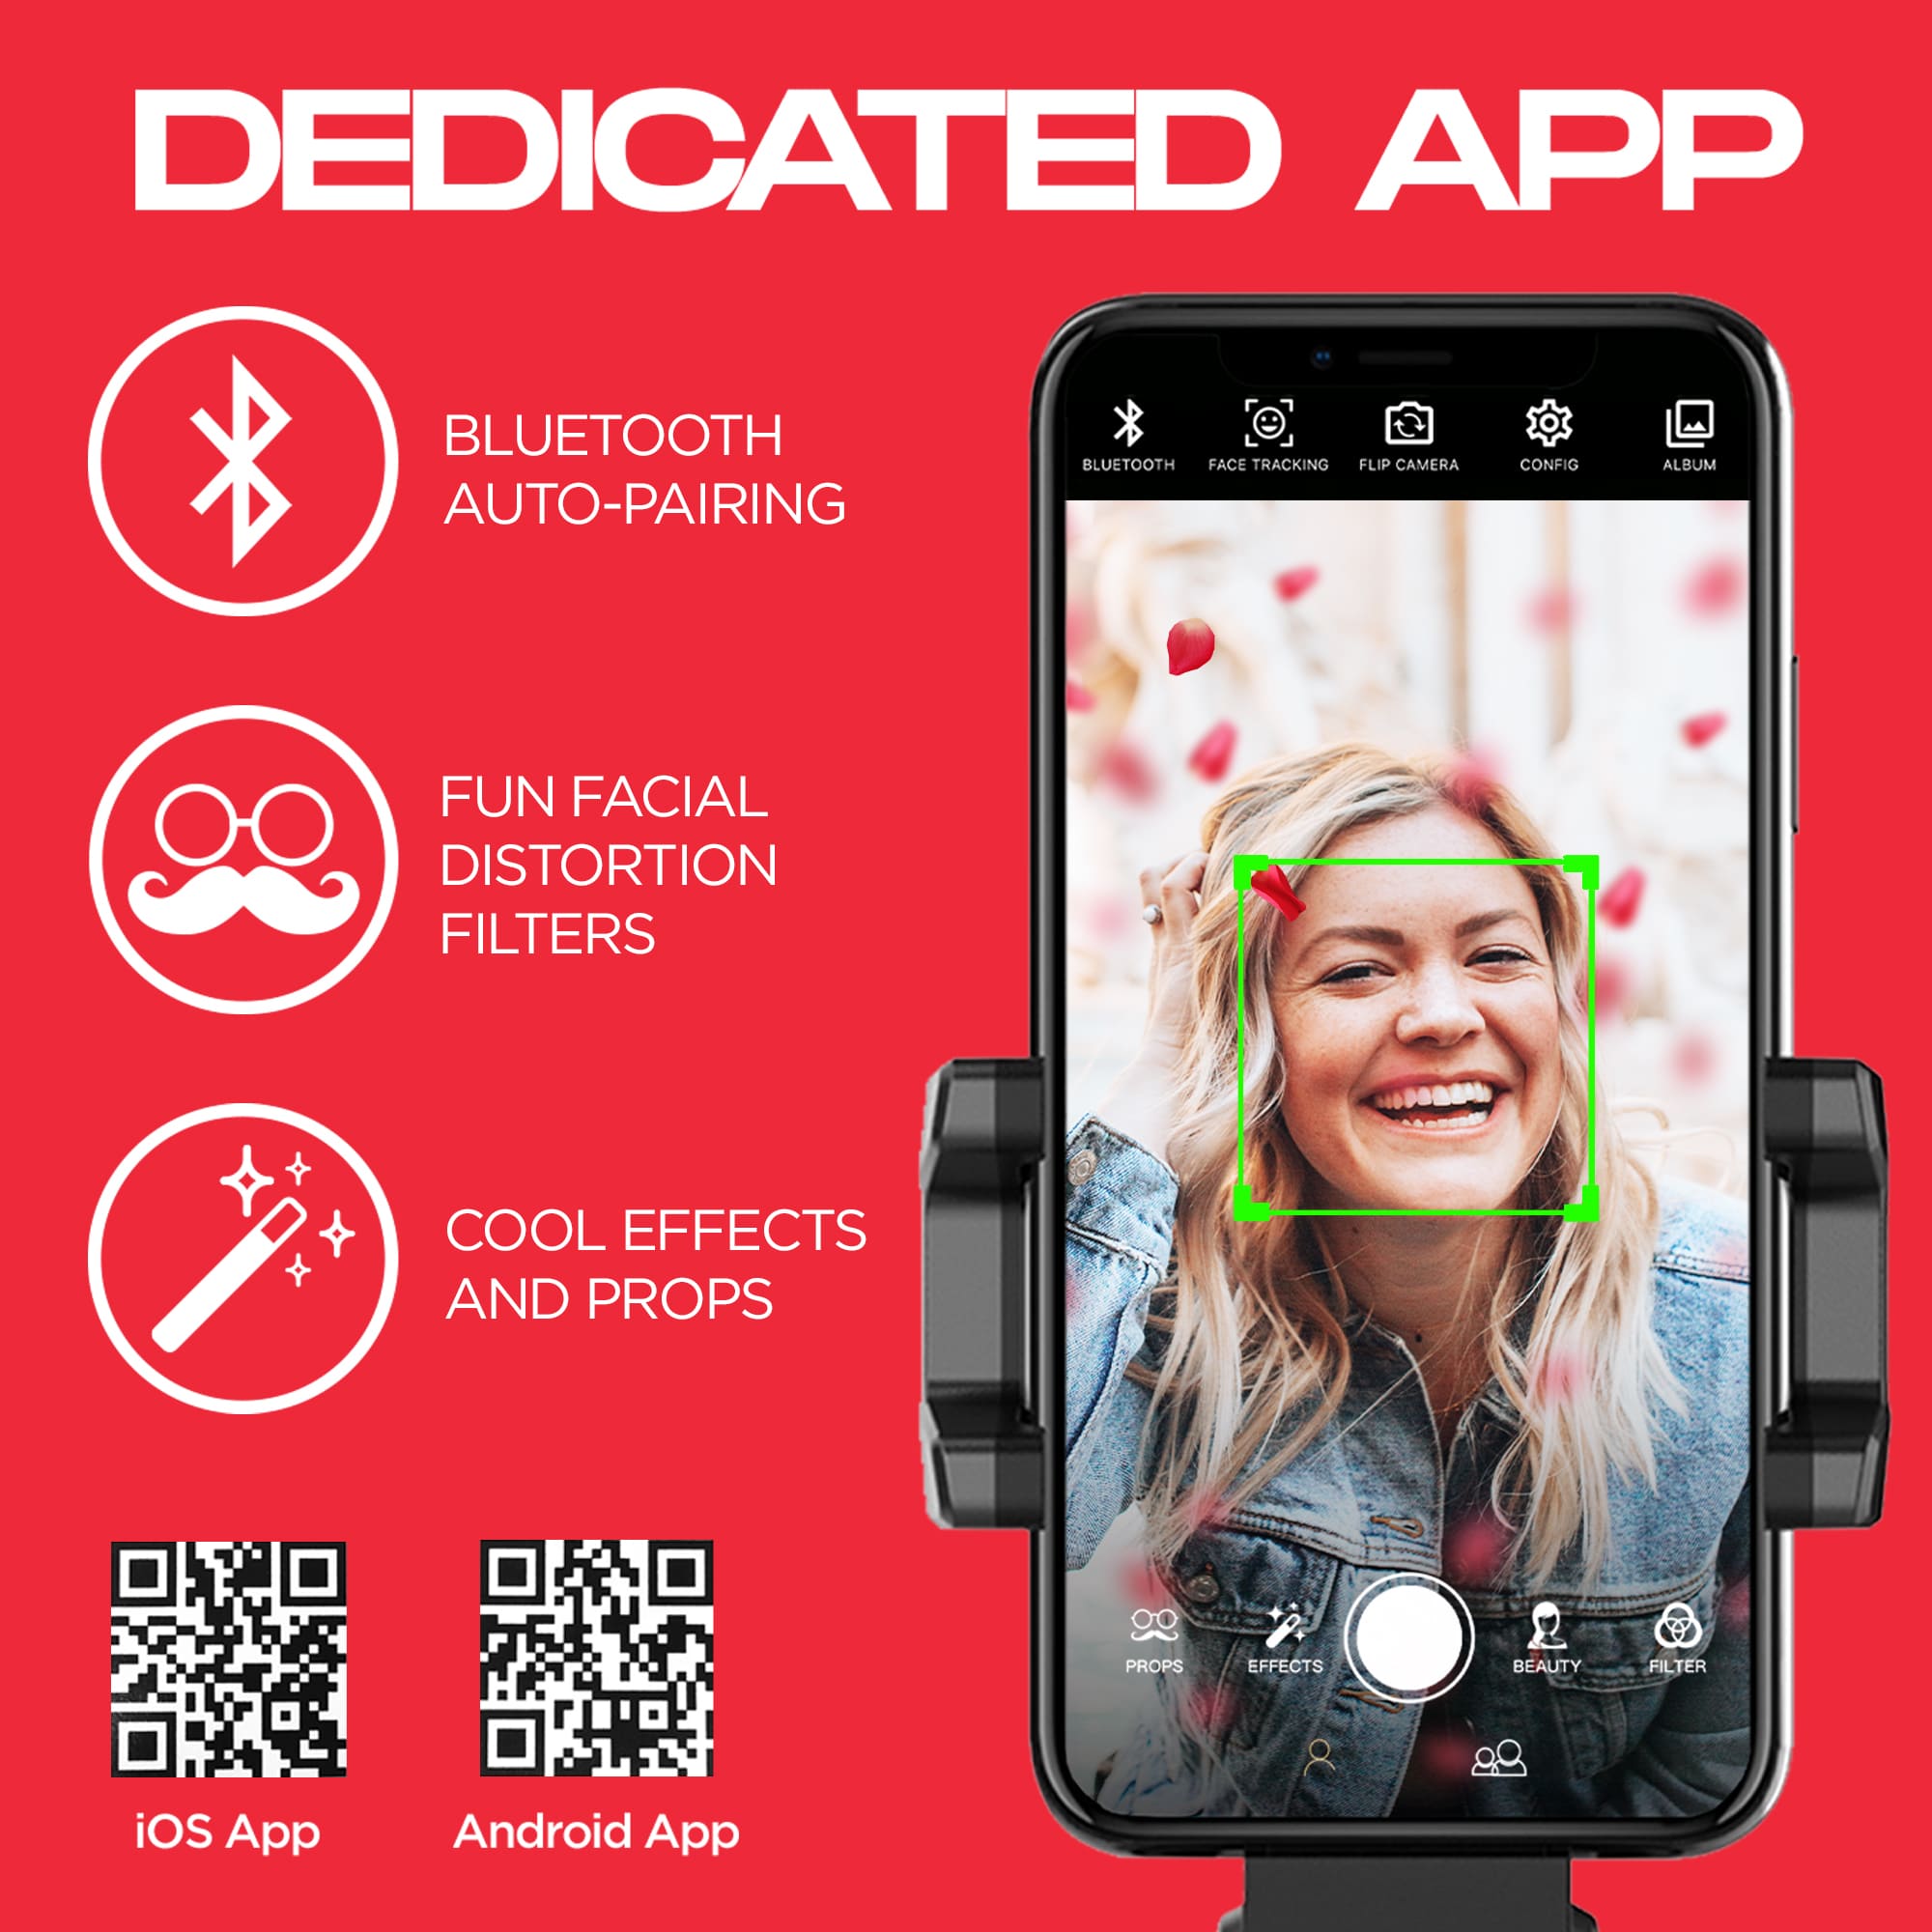 DEDICATED APP
BLUETOOTH
AUTO-PAIRING
FUN FACIAL
DISTORTION
FILTERS
COOL EFFECTS
AND PROPS
iOS App
Android App
BLUETOOTH
FACE TRACKING
FLIP CAMERA
CONFIG
ALBUM
PROPS
EFFECTS
BEAUTY
FILTER